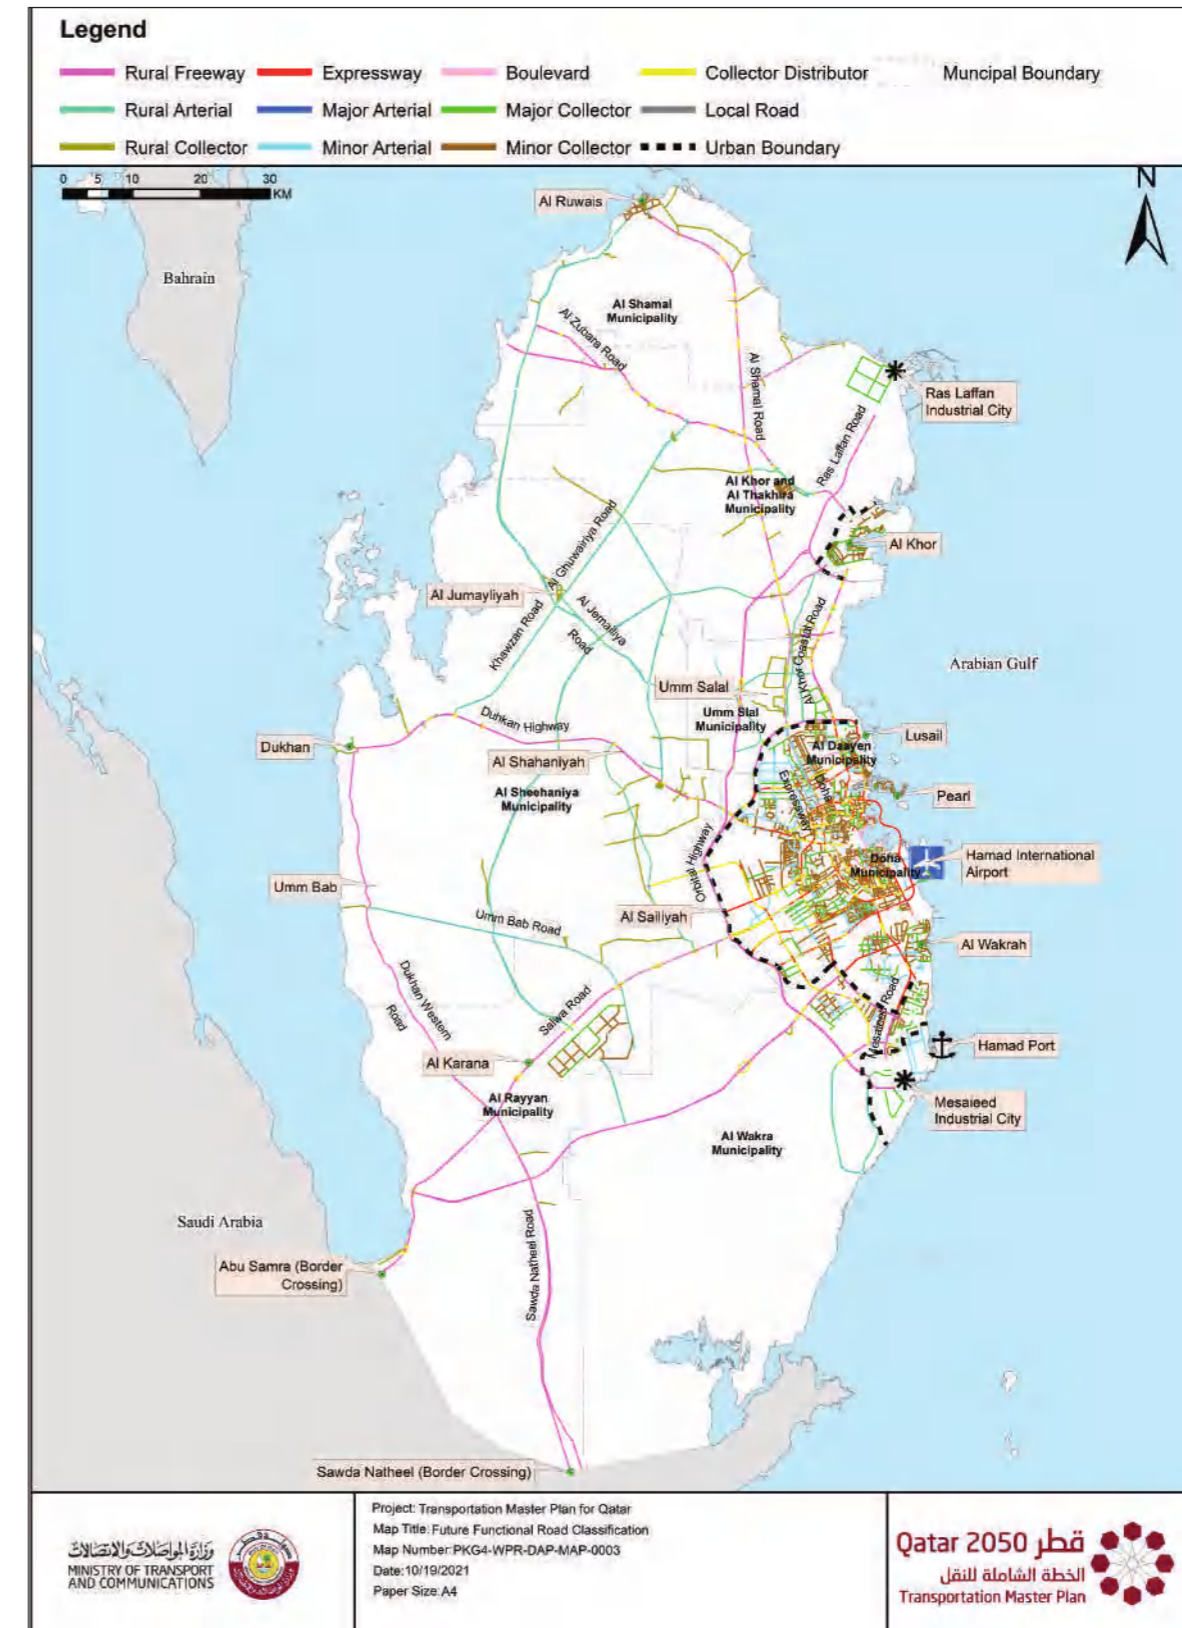 Legend
Rural Freeway Expressway Boulevard Collector Distributor Muncipal Boundary
Rural Arterial Major Arterial Major Collector Local Road
Rural Collector Minor Arterial Minor Collector Urban Boundary
0 5 10 20 30
KM
N
Al Ruwais
Bahrain
Al Shamal
Municipality
Al Zubara Road
Al Shamal Road
Ras Laffan
Industrial City
Ras Laffan Road
Al Khor and
Al Thakhira
Municipality
Al Ghuwairiya Road
Al Khor
Al Jumayliyah
Al Jemailiya
Road
Khawzan Road
Al Khor Coastal Road
Arabian Gulf
Umm Salal
Umm Slal
Municipality
Duhkan Highway
Dukhan
Al Shahaniyah
Lusail
Al Daayen
Municipality
Al Sheehaniya
Municipality
Doha
Expressway
Pearl
Orbital Highway
Doha
Municipality
Hamad International
Airport
Umm Bab
Umm Bab Road
Al Sailiyah
Al Wakrah
Dukhan Western
Road
Salwa Road
Mesaieed Road
Hamad Port
Al Karana
Al Rayyan
Municipality
Mesaieed
Industrial City
Al Wakra
Municipality
Saudi Arabia
Sawda Natheel Road
Abu Samra (Border
Crossing)
Sawda Natheel (Border Crossing)
وزارة المواصلات والاتصالات
MINISTRY OF TRANSPORT
AND COMMUNICATIONS
Project: Transportation Master Plan for Qatar
Map Title: Future Functional Road Classification
Map Number: PKG4-WPR-DAP-MAP-0003
Date:10/19/2021
Paper Size:A4
Qatar 2050 قطر
الخطة الشاملة للنقل
Transportation Master Plan